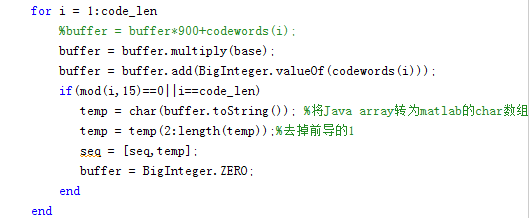 for i = 1:code_len
%buffer = buffer*900+codewords(i);
buffer = buffer.multiply(base);
buffer = buffer.add(BigInteger.valueOf(codewords(i)));
if(mod(i,15)==0||i==code_len)
temp = char(buffer.toString()); %将Java array转为matlab的char数组
temp = temp(2:length(temp));%去掉前导的1
seq = [seq,temp];
buffer = BigInteger.ZERO;
end
end